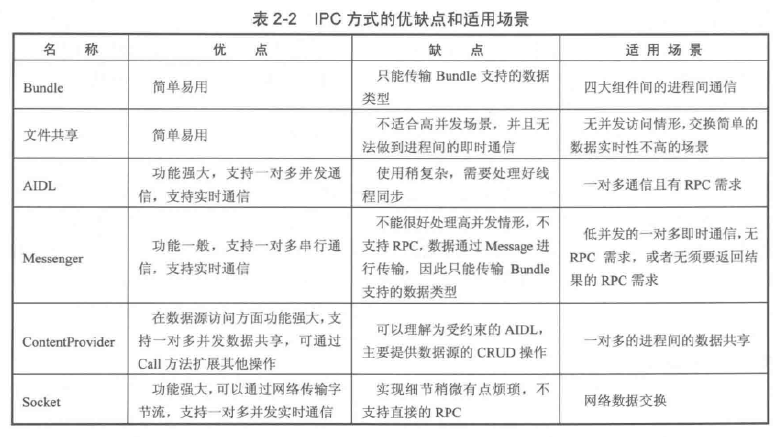 表 2-2 IPC 方式的优缺点和适用场景
名 称 优 点 缺 点 适 用 场 景
Bundle
简单易用
只能传输 Bundle 支持的数据
类型
四大组件间的进程间通信
文件共享
简单易用
不适合高并发场景，并且无
法做到进程间的即时通信
无并发访问情形，交换简单的
数据实时性不高的场景
AIDL
功能强大，支持一对多并发通
信，支持实时通信
使用稍复杂，需要处理好线
程同步
一对多通信且有 RPC 需求
Messenger
功能一般，支持一对多串行通
信，支持实时通信
不能很好处理高并发情形，不
支持 RPC，数据通过 Message 进
行传输，因此只能传输 Bundle
支持的数据类型
低并发的一对多即时通信，无
RPC 需求，或者无须要返回结
果的 RPC 需求
ContentProvider
在数据源访问方面功能强大，支
持一对多并发数据共享，可通过
Call 方法扩展其他操作
可以理解为受约束的 AIDL，
主要提供数据源的 CRUD 操作
一对多的进程间的数据共享
Socket
功能强大，可以通过网络传输字
节流，支持一对多并发实时通信
实现细节稍微有点烦琐，不
支持直接的 RPC
网络数据交换